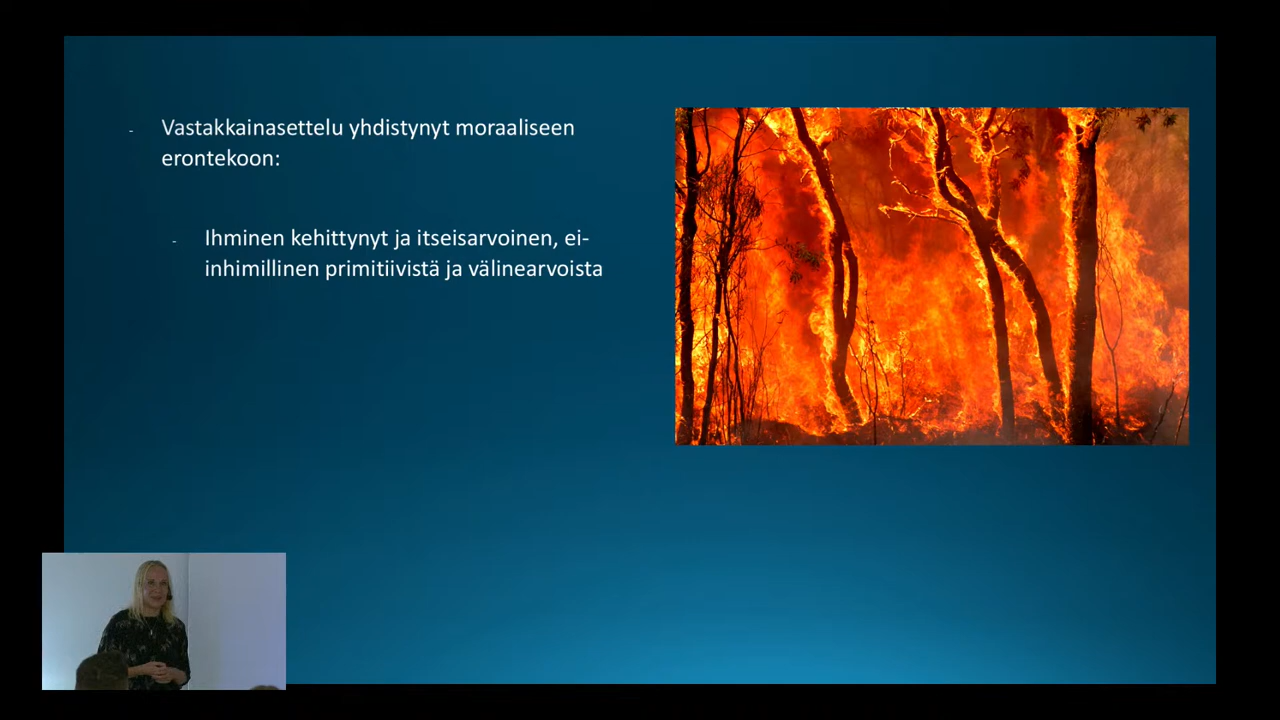 - Vastakkainasettelu yhdistynyt moraaliseen
erontekoon:
- Ihminen kehittynyt ja itseisarvoinen, ei-
inhimillinen primitiivistä ja välinearvoista